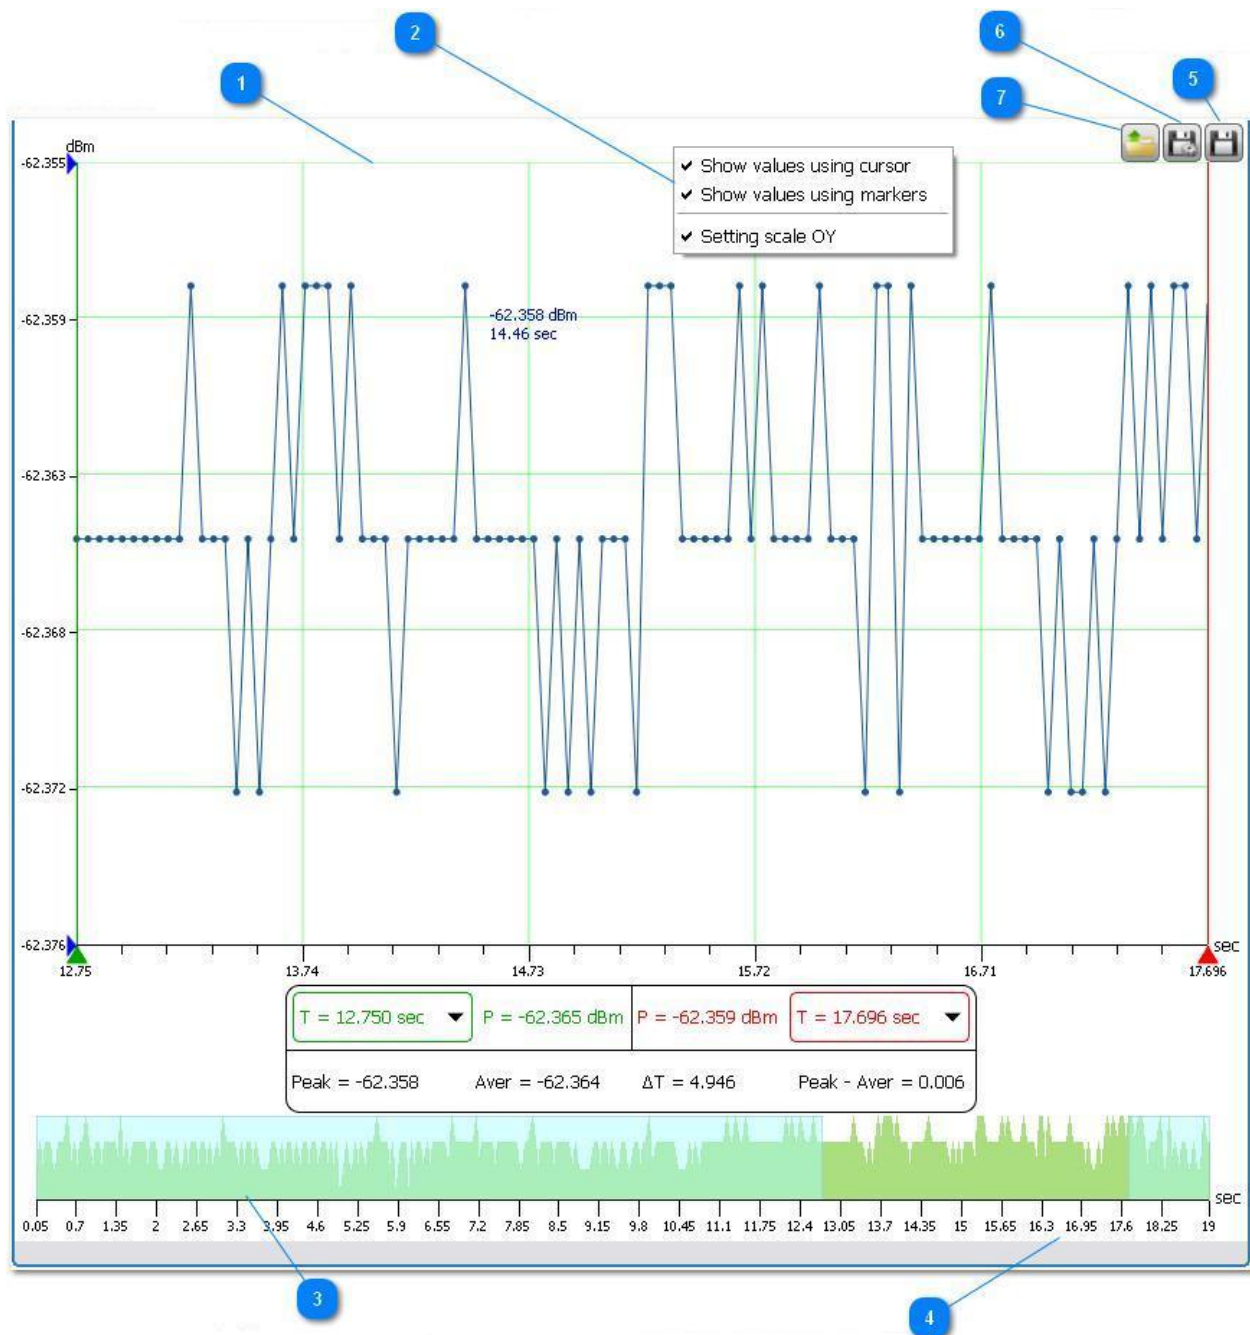 2
6
1
7
5
dBm
-62.355
✔ Show values using cursor
✔ Show values using markers
✔ Setting scale OY
-62.359
-62.358 dBm
14.46 sec
-62.363
-62.368
-62.372
-62.376
sec
12.75 13.74 14.73 15.72 16.71 17.696
T = 12.750 sec P = -62.365 dBm P = -62.359 dBm T = 17.696 sec
Peak = -62.358 Aver = -62.364 ΔT = 4.946 Peak - Aver = 0.006
sec
0.05 0.7 1.35 2 2.65 3.3 3.95 4.6 5.25 5.9 6.55 7.2 7.85 8.5 9.15 9.8 10.45 11.1 11.75 12.4 13.05 13.7 14.35 15 15.65 16.3 16.95 17.6 18.25 19
3
4